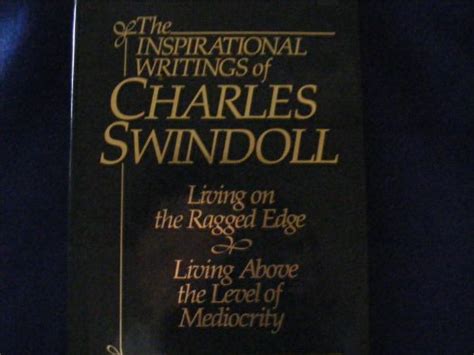 The
INSPIRATIONAL
WRITINGS of
CHARLES
SWINDOLL
Living on
the Ragged Edge
Living Above
the Level of
Mediocrity